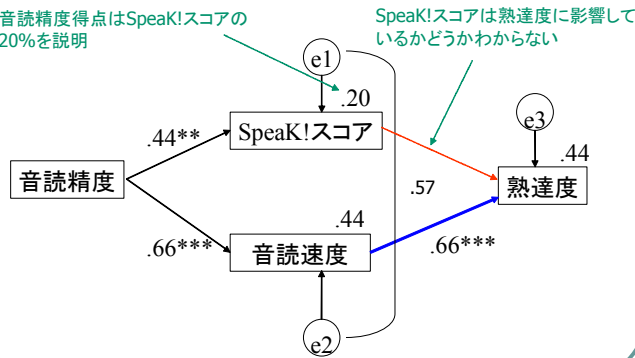 音読精度得点はSpeaK!スコアの
20%を説明
SpeaK!スコアは熟達度に影響して
いるかどうかわからない
e1
.20
SpeaK!スコア
e3
.44**
.44
音読精度
.57
熟達度
.44
.66***
音読速度
.66***
e2